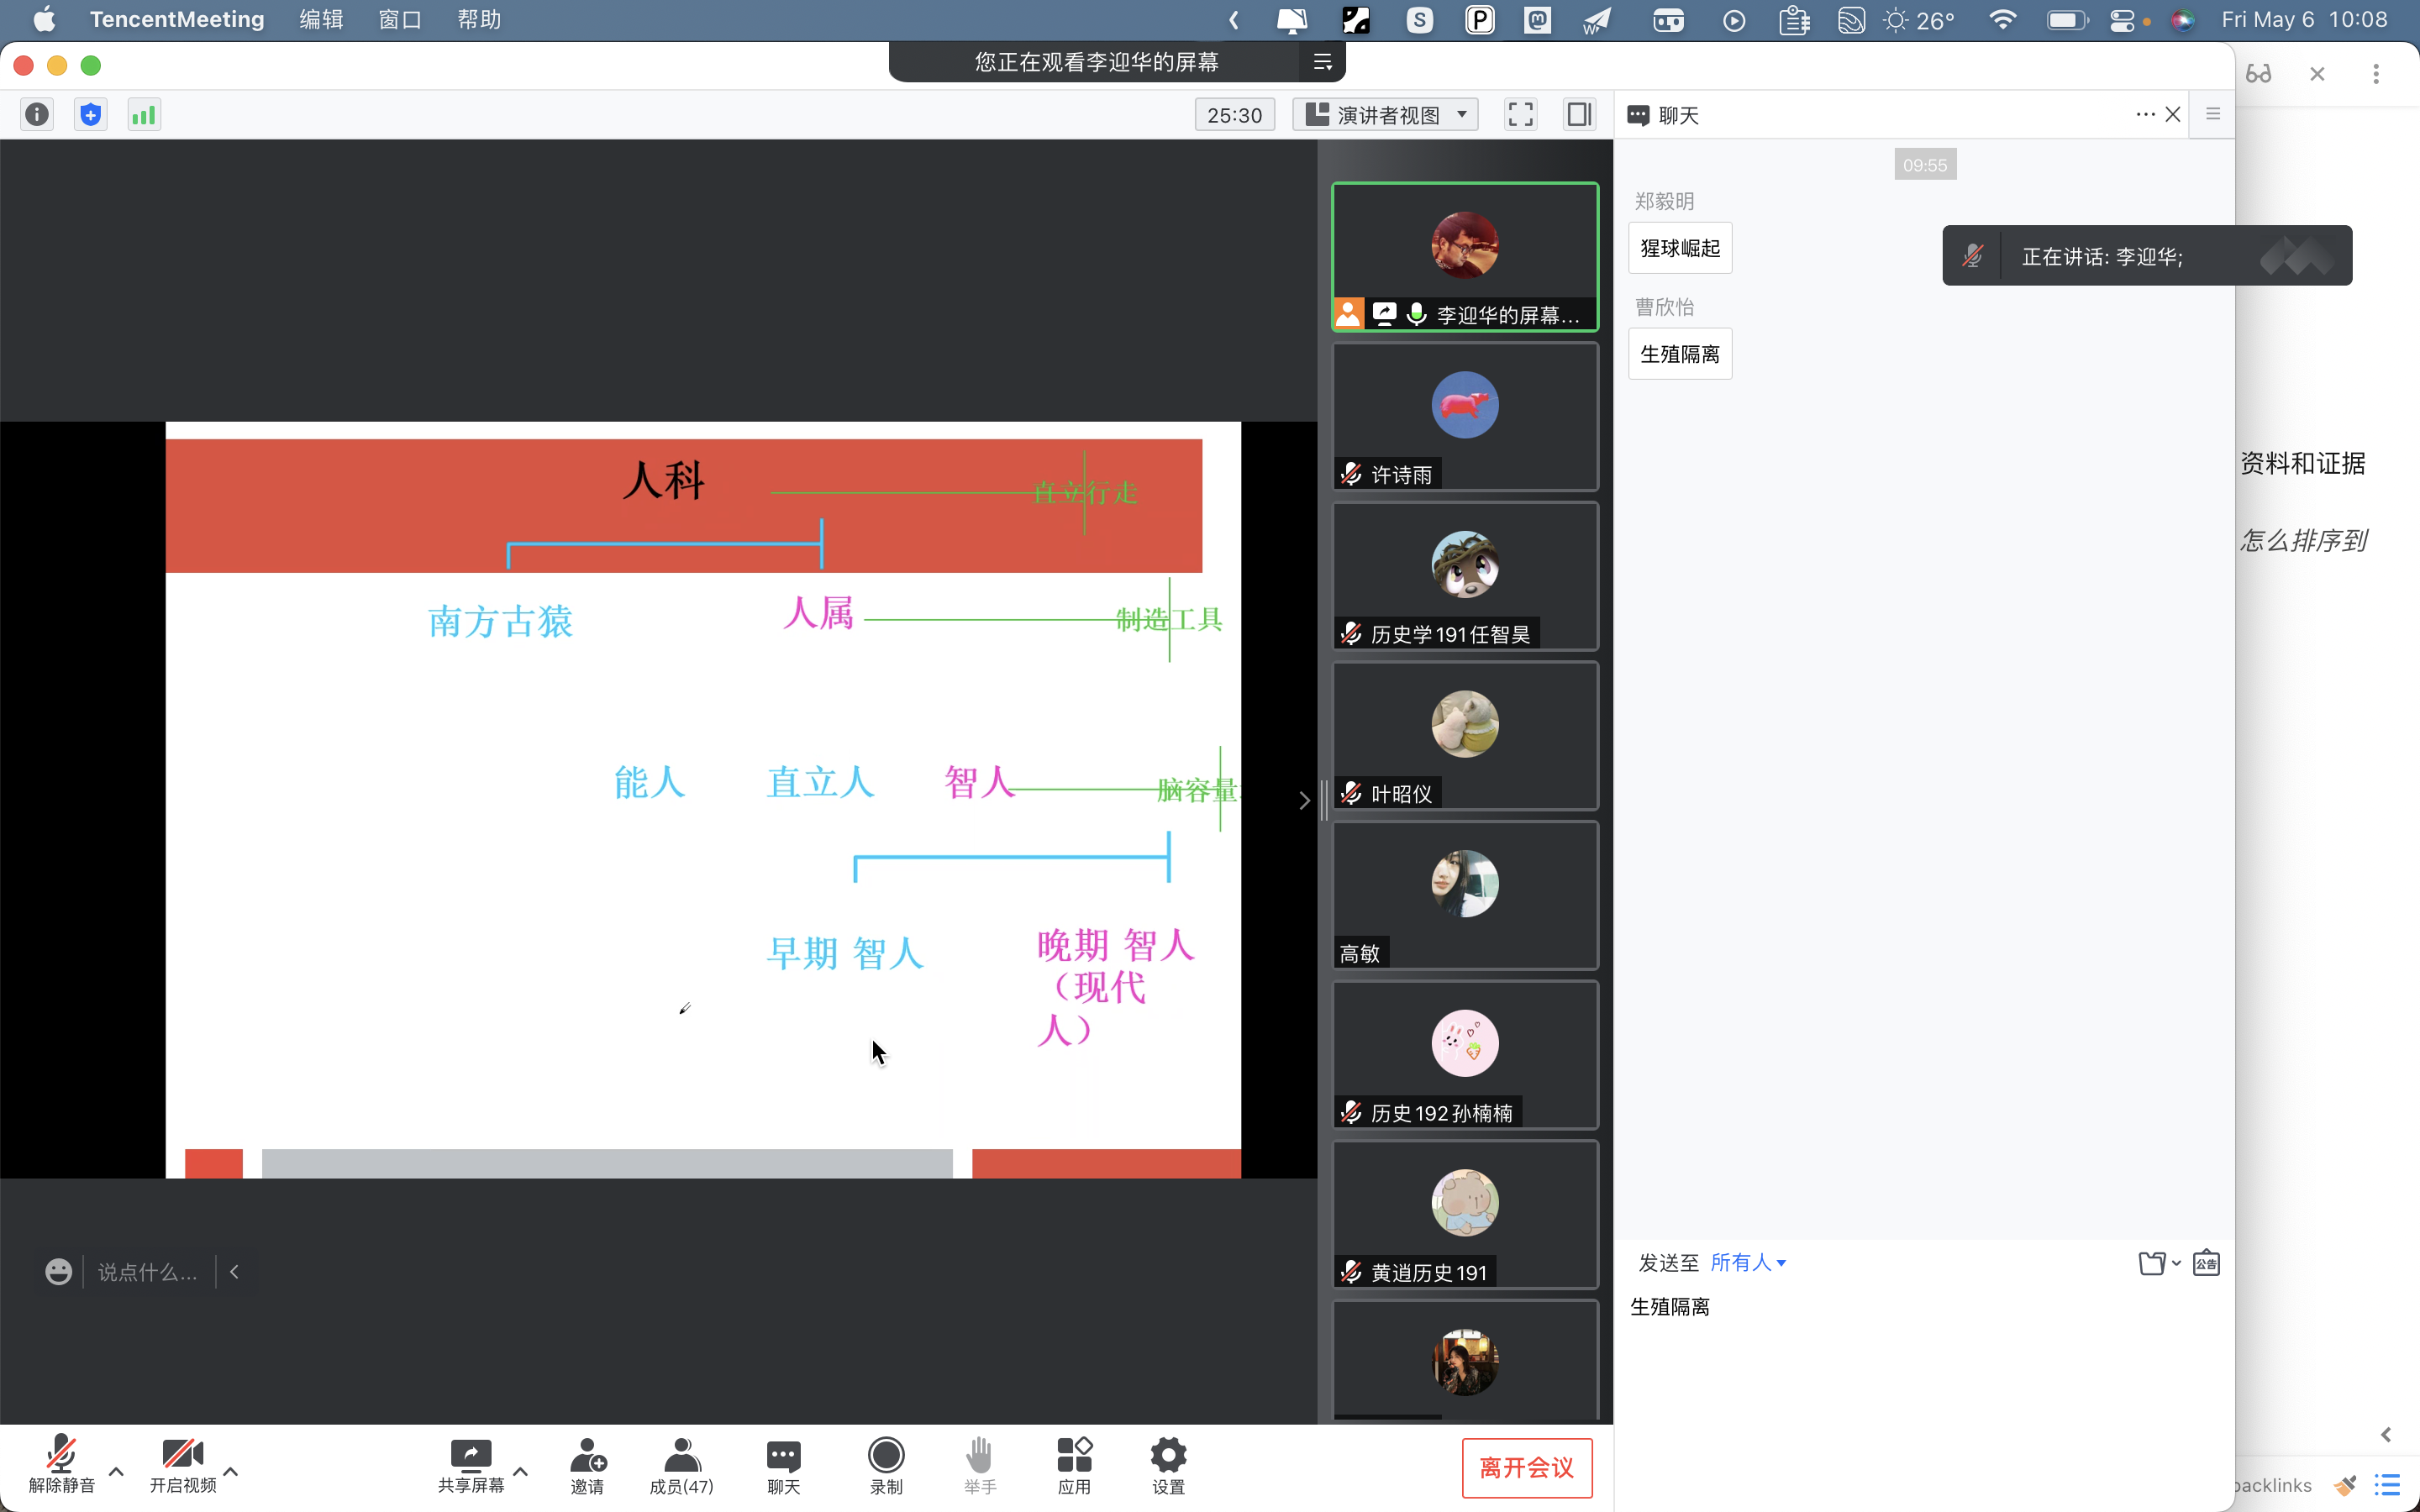 TencentMeeting 编辑 窗口 帮助
26° Fri May 6 10:08
您正在观看李迎华的屏幕
25:30 演讲者视图
聊天
09:55
郑毅明
猩球崛起
曹欣怡
生殖隔离
正在讲话: 李迎华;
资料和证据
怎么排序到
人科
直立行走
南方古猿
人属
制造工具
能人
直立人
智人
脑容量
早期 智人
晚期 智人
（现代
人）
李迎华的屏幕...
许诗雨
历史学191任智昊
叶昭仪
高敏
历史192孙楠楠
黄逍历史191
说点什么...
发送至 所有人
公告
生殖隔离
解除静音
开启视频
共享屏幕
邀请
成员(47)
聊天
录制
举手
应用
设置
离开会议
backlinks